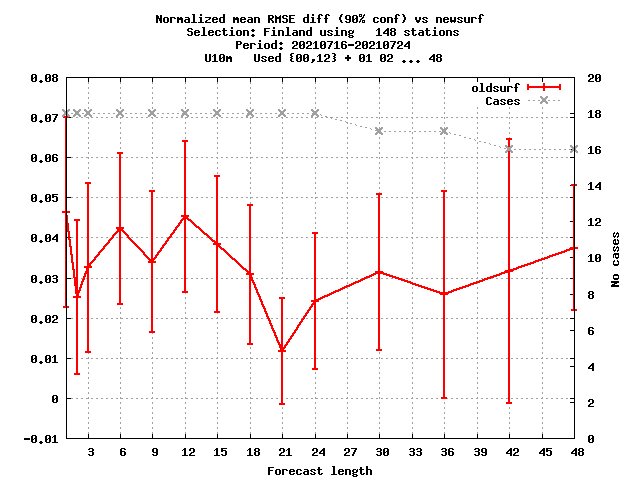 Normalized mean RMSE diff (90% conf) vs newsurf
Selection: Finland using   148 stations
Period: 20210716-20210724
U10m   Used {00,12} + 01 02 ... 48
0.08
0.07
0.06
0.05
0.04
0.03
0.02
0.01
0
-0.01
20
18
16
14
12
10
8
6
4
2
0
No cases
oldsurf
Cases
3 6 9 12 15 18 21 24 27 30 33 36 39 42 45 48
Forecast length